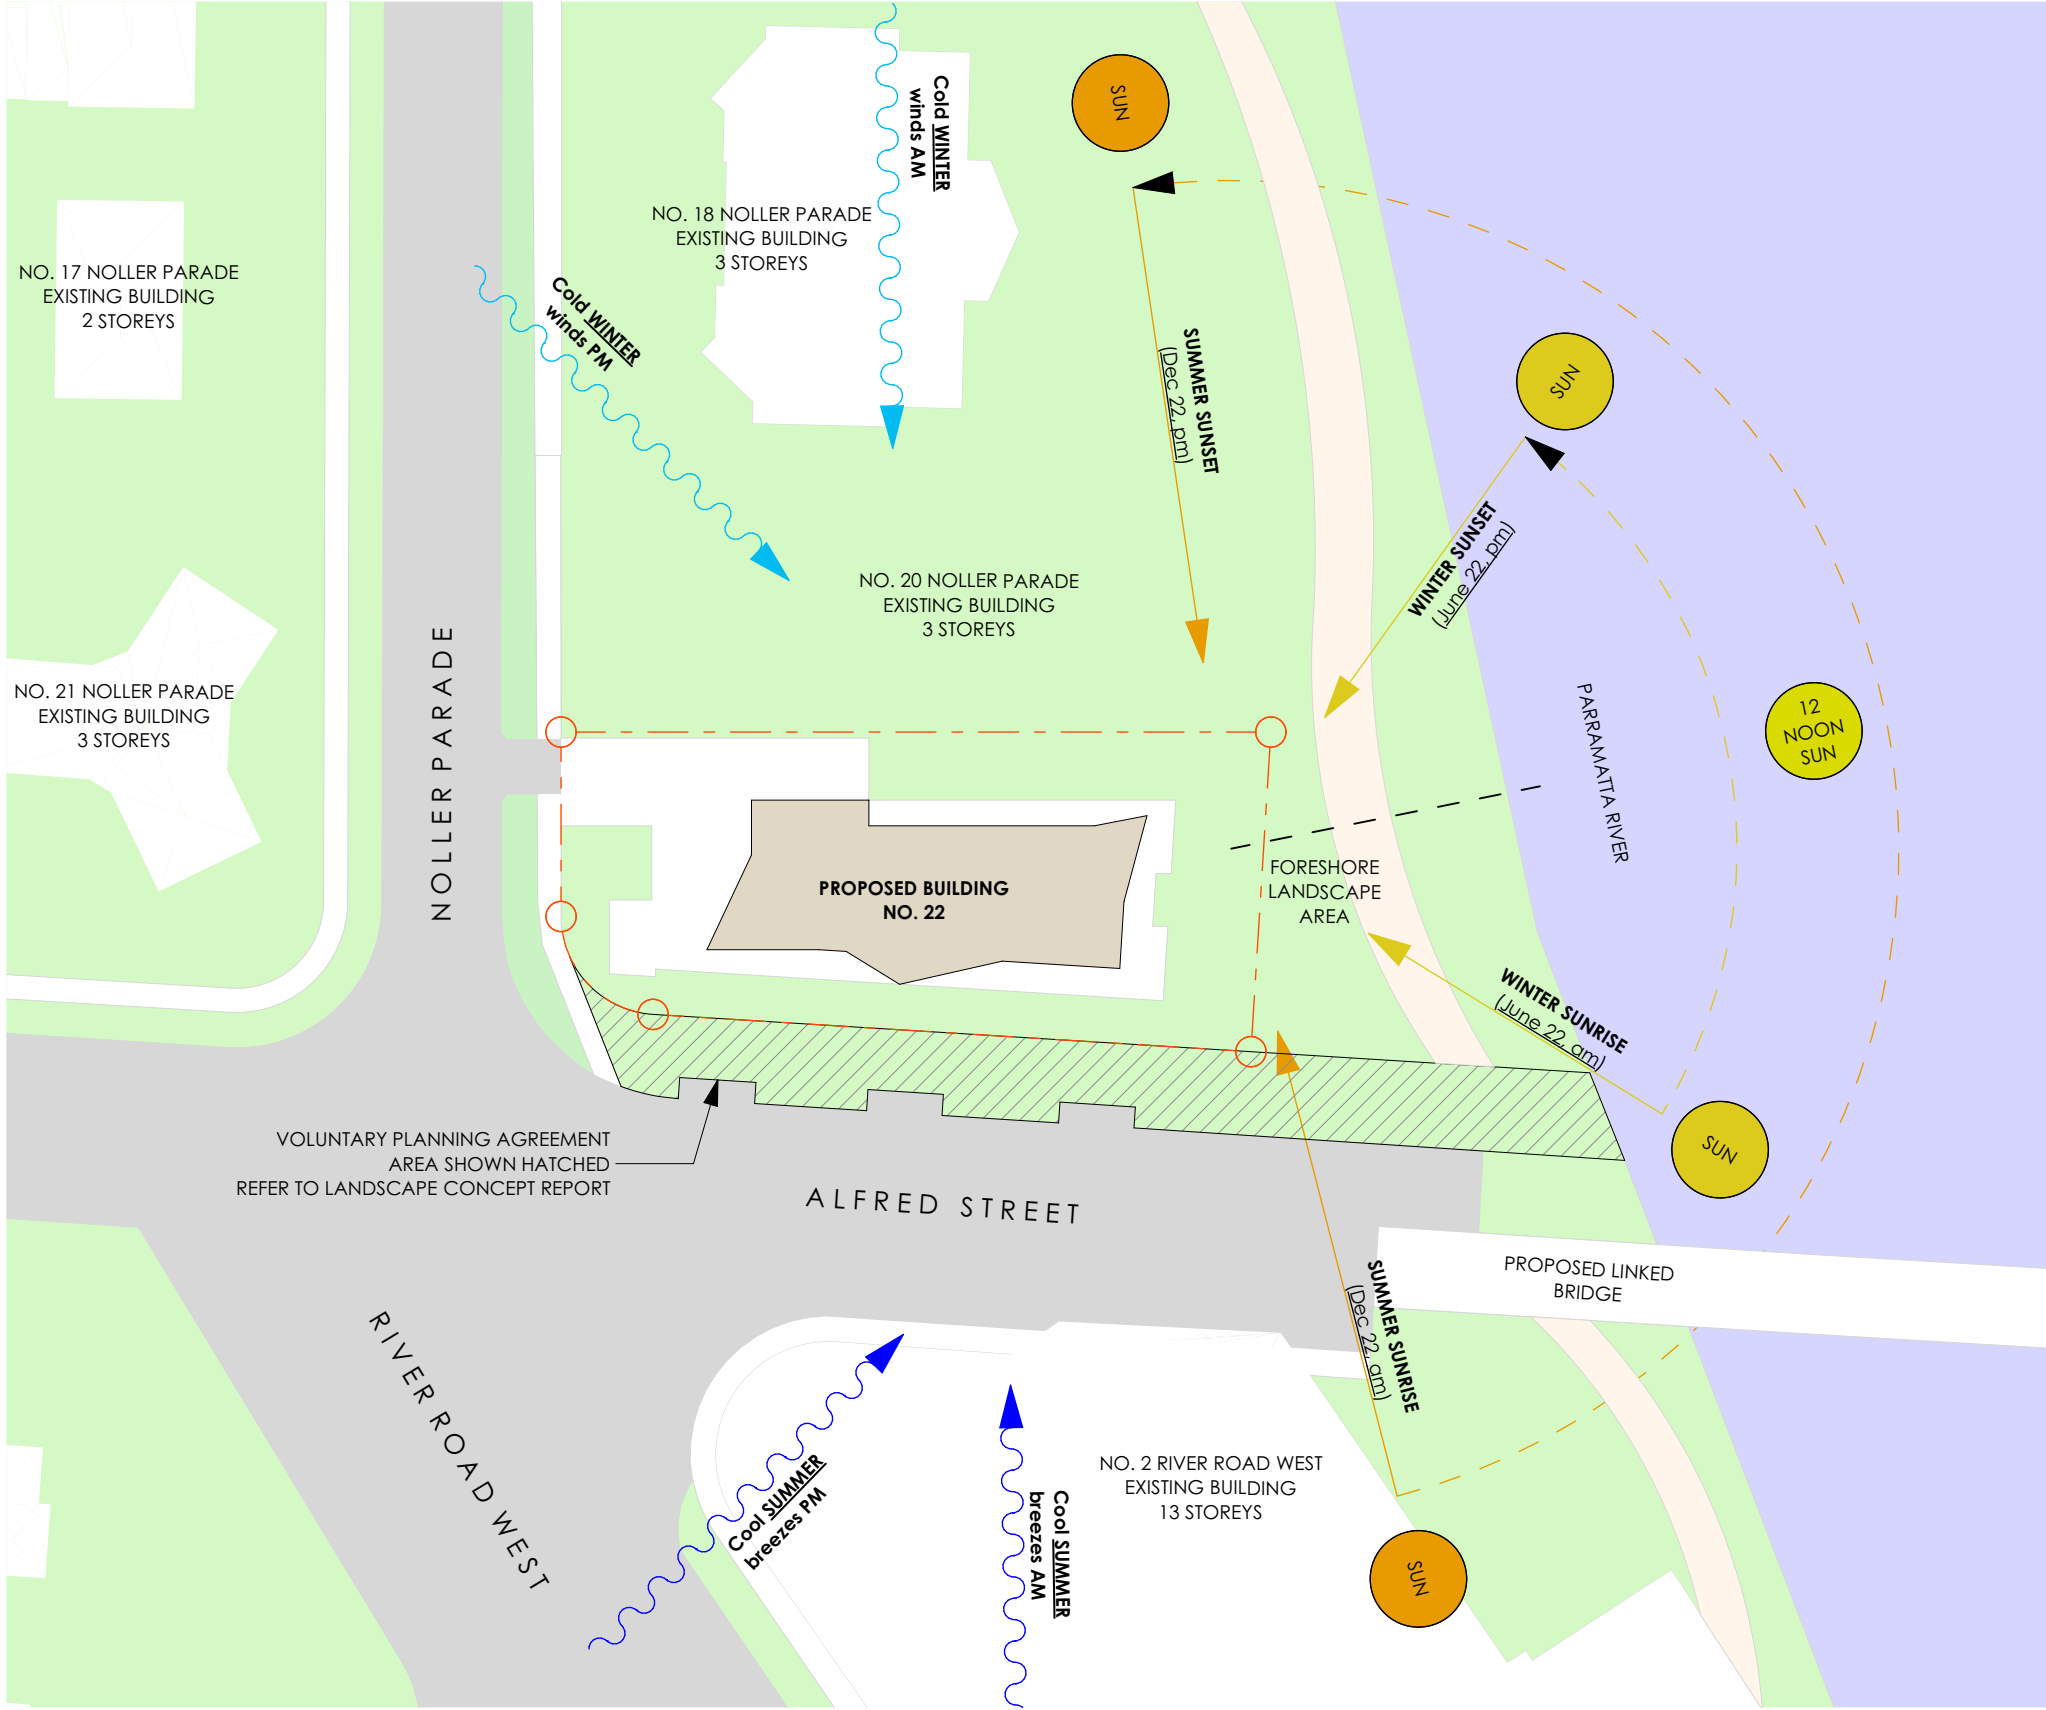 SUN
Cold WINTER
winds AM
NO. 18 NOLLER PARADE
EXISTING BUILDING
3 STOREYS
NO. 17 NOLLER PARADE
EXISTING BUILDING
2 STOREYS
Cold WINTER
winds PM
SUMMER SUNSET
(Dec 22, pm)
SUN
WINTER SUNSET
(June 22, pm)
NO. 20 NOLLER PARADE
EXISTING BUILDING
3 STOREYS
NO. 21 NOLLER PARADE
EXISTING BUILDING
3 STOREYS
NOLLER PARADE
12
NOON
SUN
PARRAMATTA RIVER
PROPOSED BUILDING
NO. 22
FORESHORE
LANDSCAPE
AREA
WINTER SUNRISE
(June 22, am)
SUN
VOLUNTARY PLANNING AGREEMENT
AREA SHOWN HATCHED
REFER TO LANDSCAPE CONCEPT REPORT
ALFRED STREET
PROPOSED LINKED
BRIDGE
SUMMER SUNRISE
(Dec 22, am)
RIVER ROAD WEST
Cool SUMMER
breezes PM
Cool SUMMER
breezes AM
NO. 2 RIVER ROAD WEST
EXISTING BUILDING
13 STOREYS
SUN